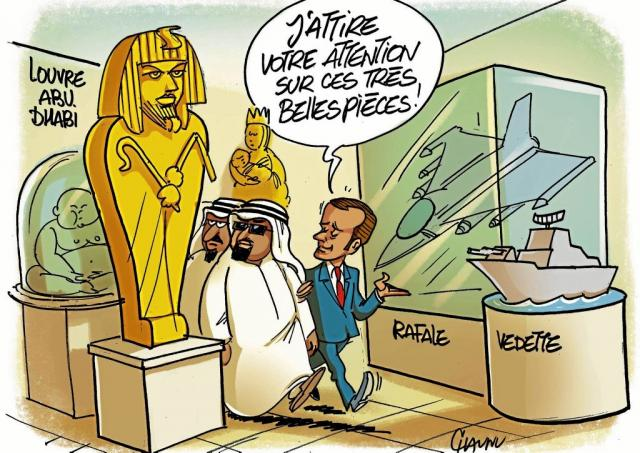 LOUVRE
ABU
DHABI
J'ATTIRE
VOTRE ATTENTION
SUR CES TRÈS
BELLES PIÈCES !
RAFALE
VEDETTE
CHAUNU